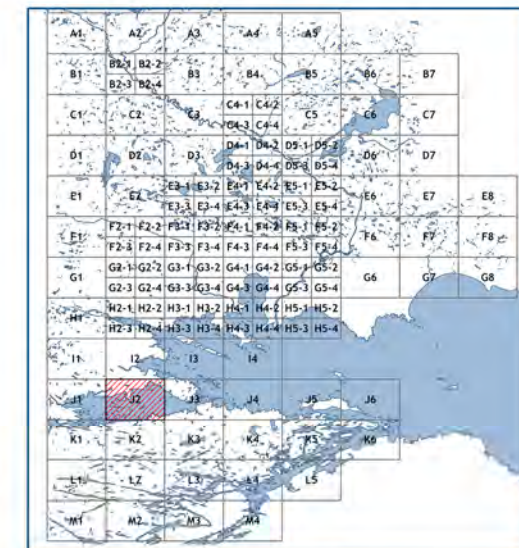 A1 A2 A3 A4 A5
B1 B2-1 B2-2 B3 B4 B5 B6 B7
B2-3 B2-4
C1 C2 C3 C4-1 C4-2 C5 C6 C7
C4-3 C4-4
D1 D2 D3 D4-1 D4-2 D5-1 D5-2 D6 D7
D4-3 D4-4 D5-3 D5-4
E1 E2 E3-1 E3-2 E4-1 E4-2 E5-1 E5-2 E6 E7 E8
E3-3 E3-4 E4-3 E4-4 E5-3 E5-4
F1 F2-1 F2-2 F3-1 F3-2 F4-1 F4-2 F5-1 F5-2 F6 F7 F8
F2-3 F2-4 F3-3 F3-4 F4-3 F4-4 F5-3 F5-4
G1 G2-1 G2-2 G3-1 G3-2 G4-1 G4-2 G5-1 G5-2 G6 G7 G8
G2-3 G2-4 G3-3 G3-4 G4-3 G4-4 G5-3 G5-4
H1 H2-1 H2-2 H3-1 H3-2 H4-1 H4-2 H5-1 H5-2
H2-3 H2-4 H3-3 H3-4 H4-3 H4-4 H5-3 H5-4
I1 I2 I3 I4
J1 J2 J3 J4 J5 J6
K1 K2 K3 K4 K5 K6
L1 L2 L3 L4 L5
M1 M2 M3 M4